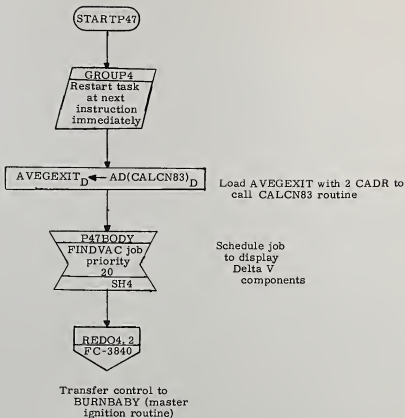 STARTP47
GROUP4
Restart task
at next
instruction
immediately
AVEGEXIT_D ← AD(CALCN83)_D
Load AVEGEXIT with 2 CADR to
call CALCN83 routine
P47BODY
FINDVAC job
priority
20
SH4
Schedule job
to display
Delta V
components
REDO4.2
FC-3840
Transfer control to
BURNBABY (master
ignition routine)